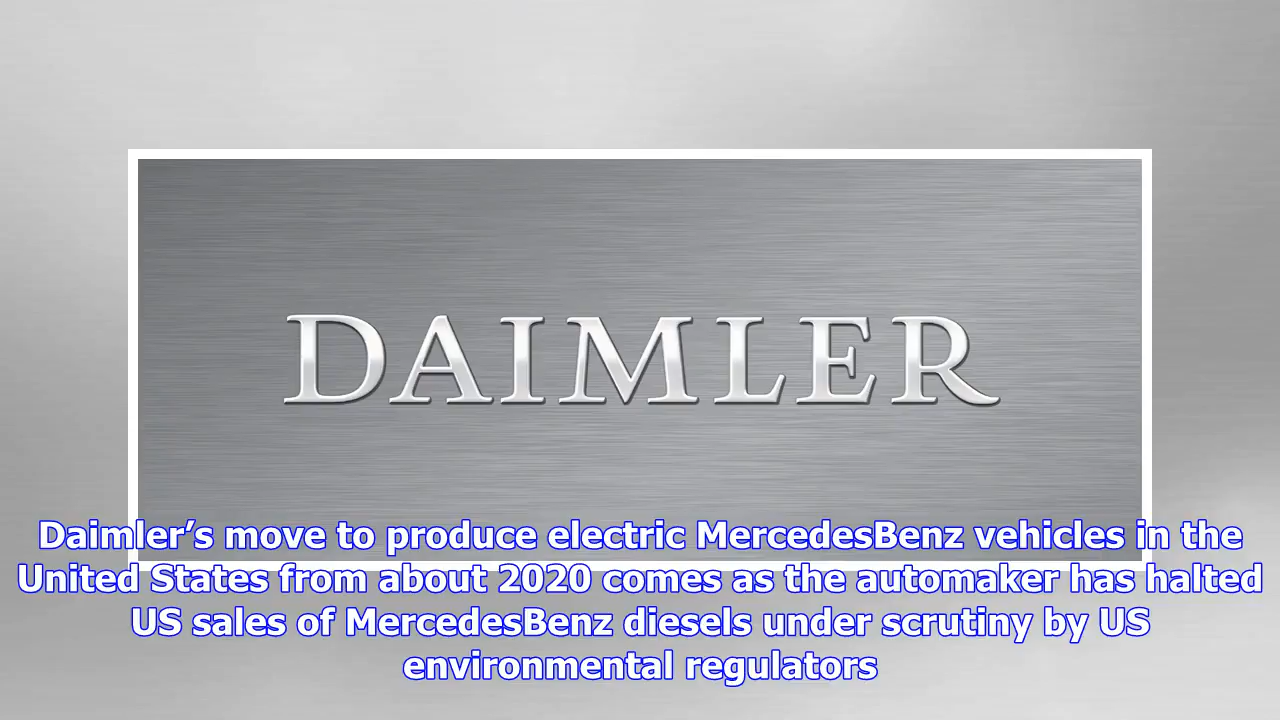 DAIMLER
Daimler’s move to produce electric MercedesBenz vehicles in the
United States from about 2020 comes as the automaker has halted
US sales of MercedesBenz diesels under scrutiny by US
environmental regulators